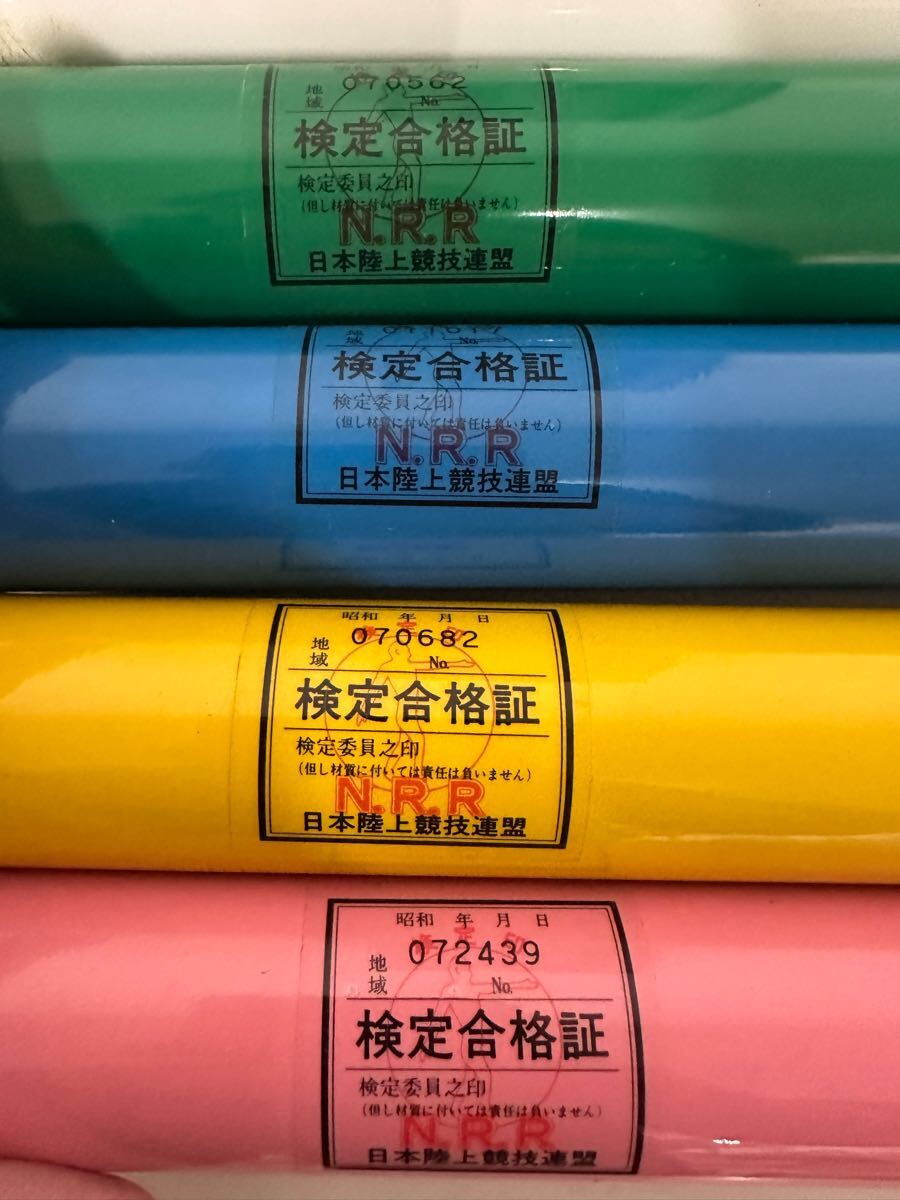 地域 070562
No.
検定合格証
検定委員之印
(但し材質に付いては責任は負いません)
N.R.R
日本陸上競技連盟
地域
No.
検定合格証
検定委員之印
(但し材質に付いては責任は負いません)
N.R.R
日本陸上競技連盟
昭和 年 月 日
検定印
地域 070682
No.
検定合格証
検定委員之印
(但し材質に付いては責任は負いません)
N.R.R
日本陸上競技連盟
昭和 年 月 日
検定印
地域 072439
No.
検定合格証
検定委員之印
(但し材質に付いては責任は負いません)
N.R.R
日本陸上競技連盟